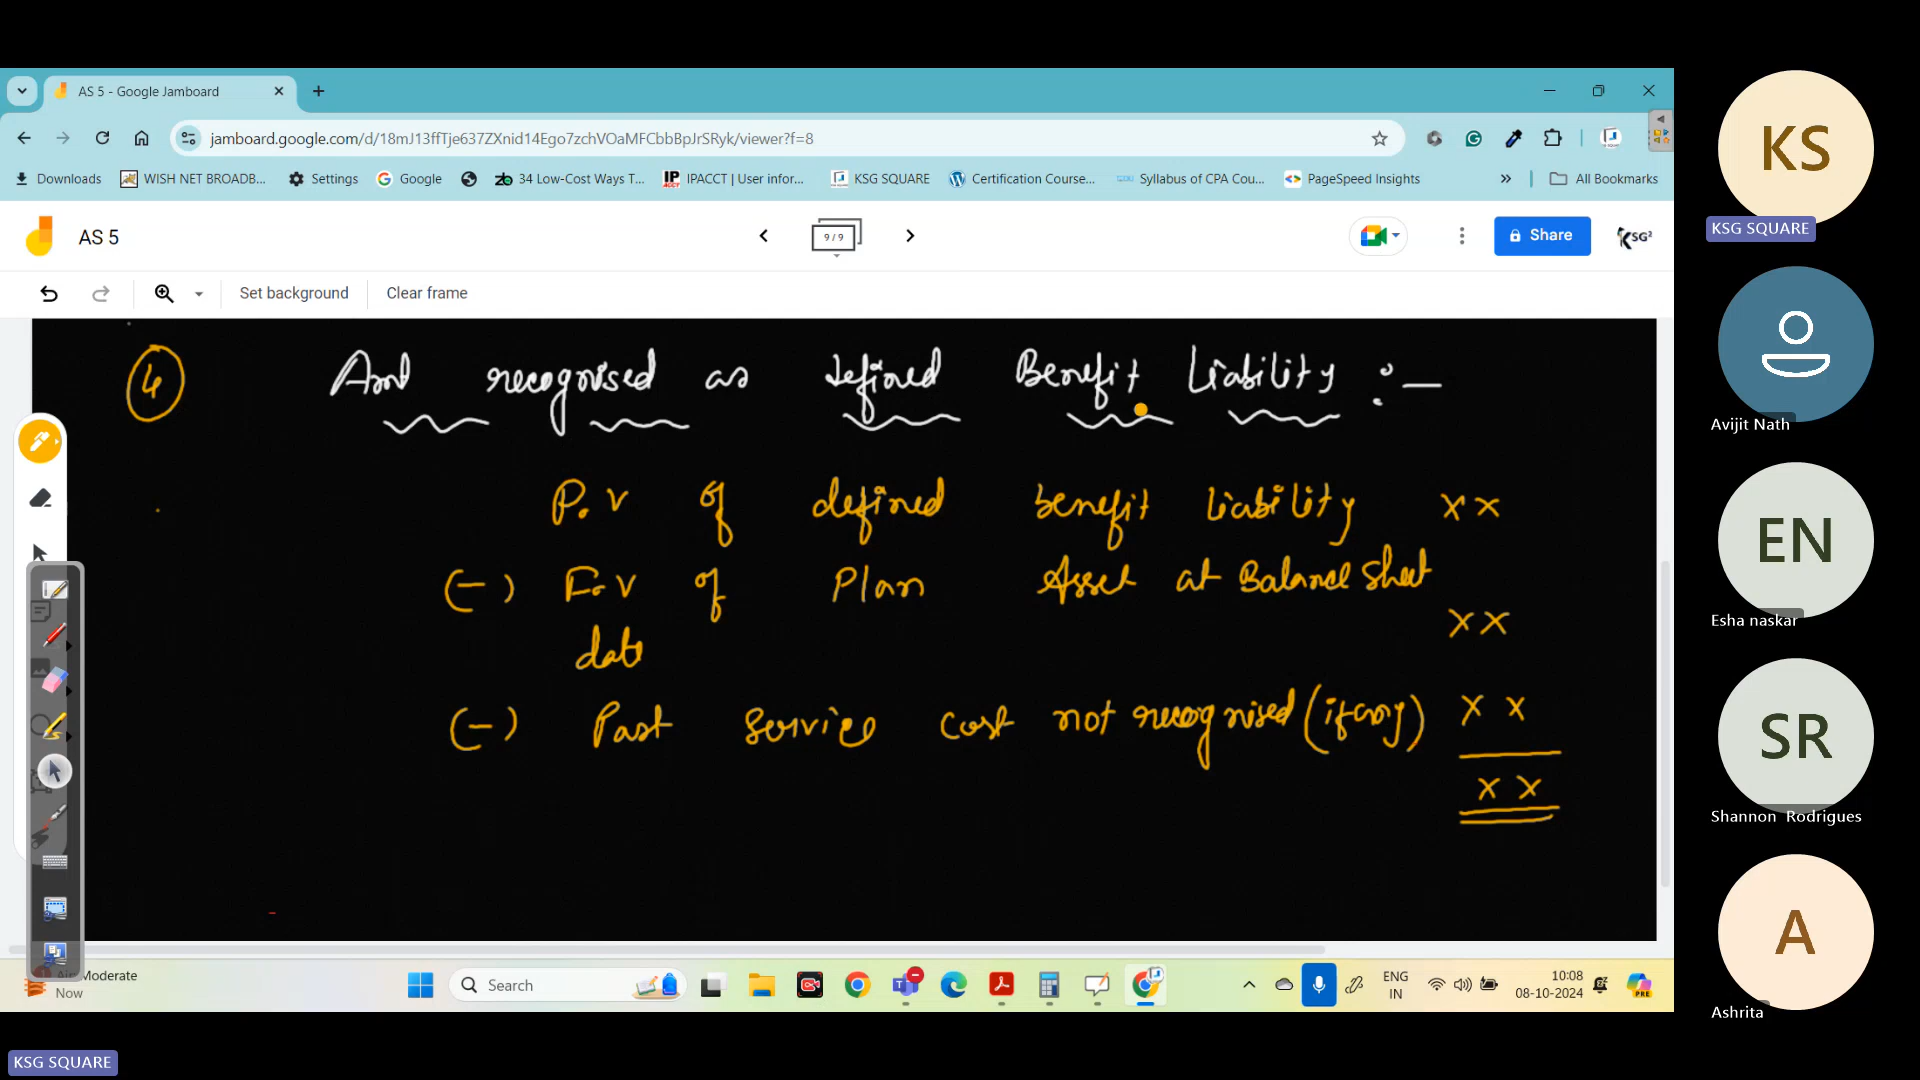 AS 5 - Google Jamboard
jamboard.google.com/d/18mJ13ffTje637ZXnid14Ego7zchVOaMFCbbBpJrSRyk/viewer?f=8
Downloads WISH NET BROADB... Settings Google 34 Low-Cost Ways T... IPACCT | User infor... KSG SQUARE Certification Course... Syllabus of CPA Cou... PageSpeed Insights » All Bookmarks
AS 5 9 / 9 Share KSG²
Set background Clear frame
4 Amt recognised as defined Benefit Liability :-
P.V of defined benefit liability x x
(-) F.V of Plan Asset at Balance Sheet
date x x
(-) Past Service cost not recognised (if any) x x
x x
Moderate
Now
Search
ENG
IN
10:08
08-10-2024
PRE
KS
KSG SQUARE
Avijit Nath
EN
Esha naskar
SR
Shannon Rodrigues
A
Ashrita
KSG SQUARE